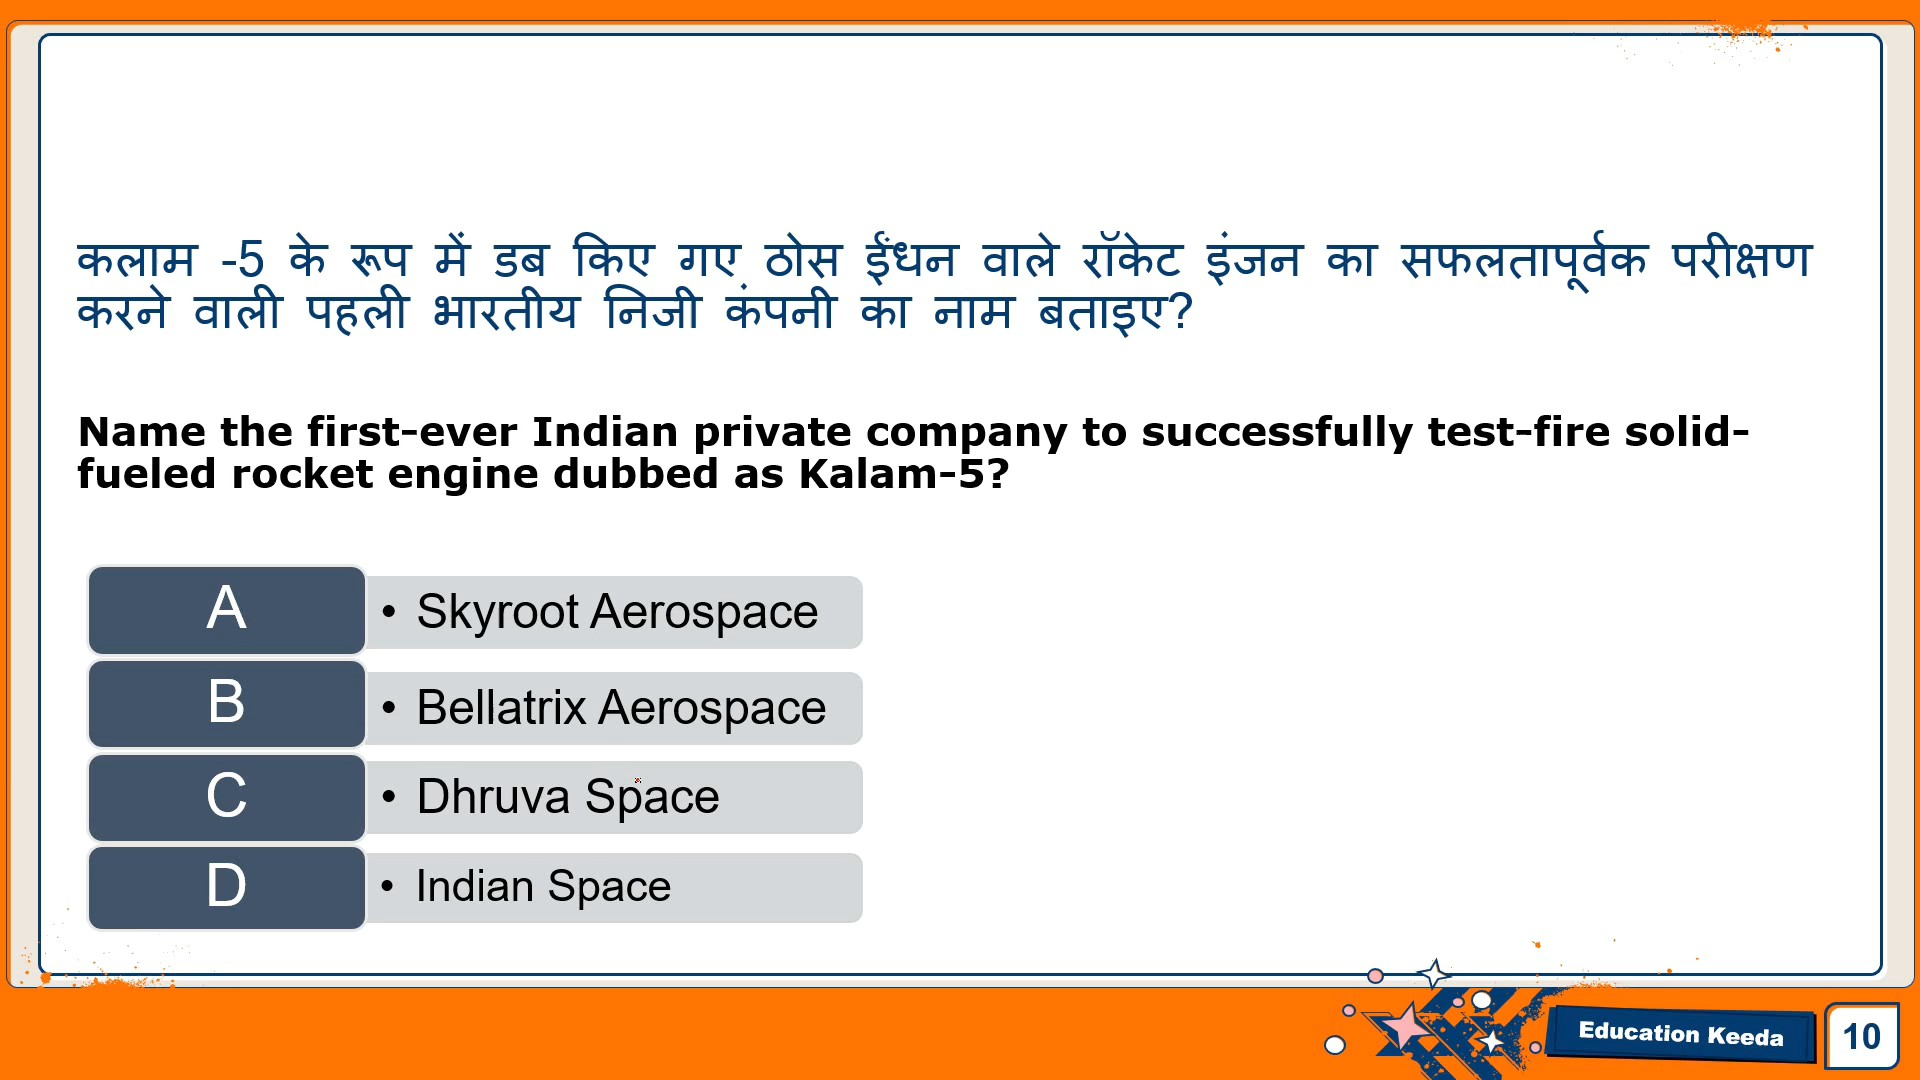 कलाम -5 के रूप में डब किए गए ठोस ईंधन वाले रॉकेट इंजन का सफलतापूर्वक परीक्षण
करने वाली पहली भारतीय निजी कंपनी का नाम बताइए?
Name the first-ever Indian private company to successfully test-fire solid-
fueled rocket engine dubbed as Kalam-5?
A • Skyroot Aerospace
B • Bellatrix Aerospace
C • Dhruva Space
D • Indian Space
Education Keeda 10